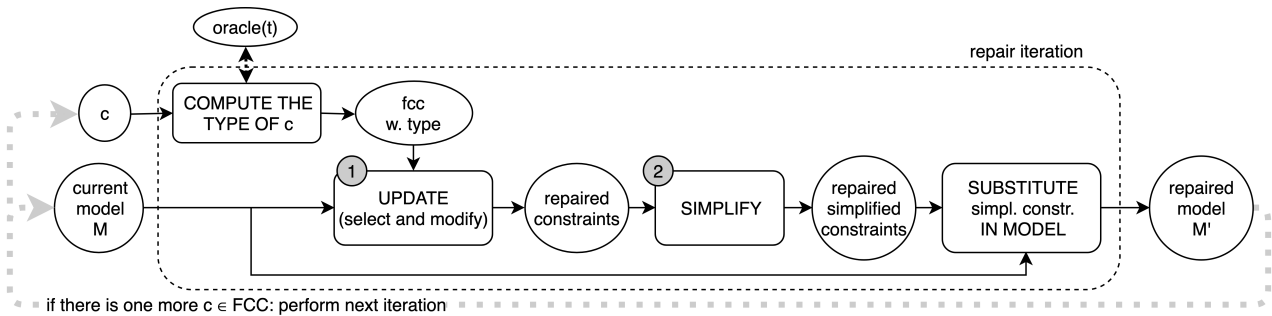 oracle(t)
repair iteration
c
COMPUTE THE
TYPE OF c
fcc
w. type
current
model
M
1
UPDATE
(select and modify)
repaired
constraints
2
SIMPLIFY
repaired
simplified
constraints
SUBSTITUTE
simpl. constr.
IN MODEL
repaired
model
M'
if there is one more c ∈ FCC: perform next iteration